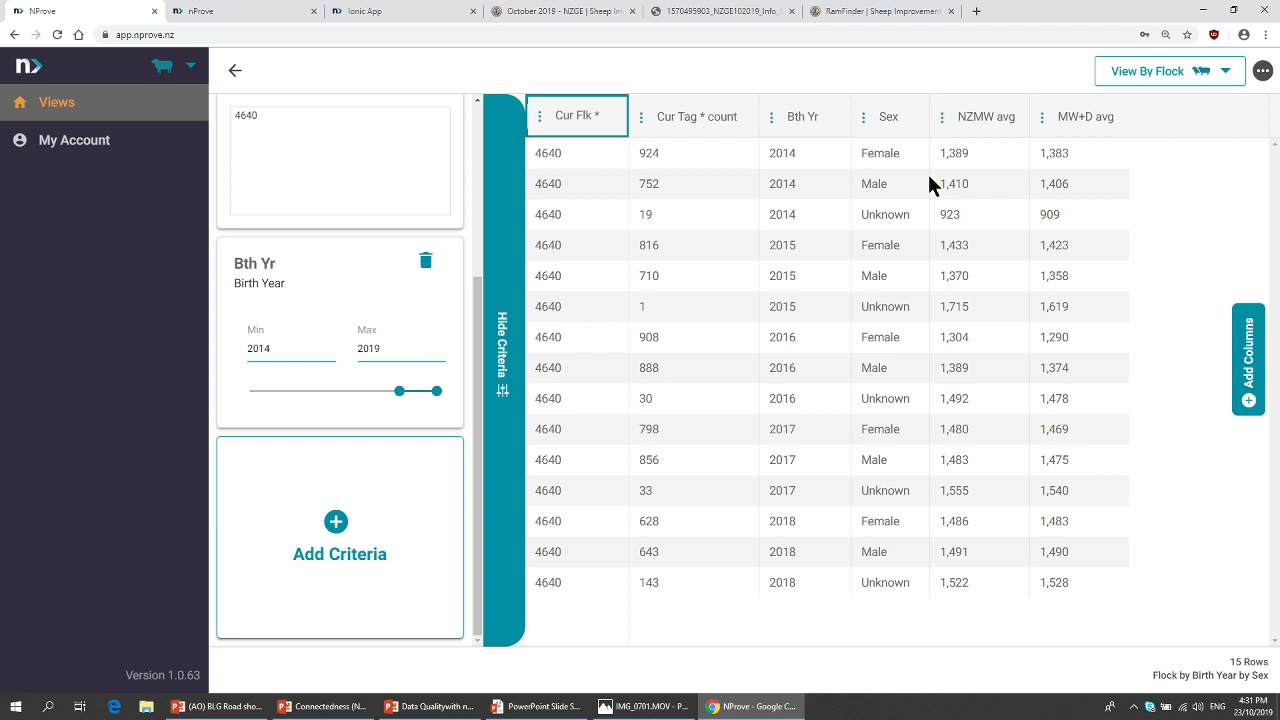 NProve
nProve
Ionic App
October 2019 - NZGE | Sheep Im
1570495903_NZGE102019_Info_S
RamFinder | Sheep Improvement
app.nprove.nz
n>
View By Flock
Views
My Account
4640
Bth Yr
Birth Year
Min Max
2014 2019
Add Criteria
Hide Criteria
Cur Flk * Cur Tag * count Bth Yr Sex NZMW avg MW+D avg
4640 924 2014 Female 1,389 1,383
4640 752 2014 Male 1,410 1,406
4640 19 2014 Unknown 923 909
4640 816 2015 Female 1,433 1,423
4640 710 2015 Male 1,370 1,358
4640 1 2015 Unknown 1,715 1,619
4640 908 2016 Female 1,304 1,290
4640 888 2016 Male 1,389 1,374
4640 30 2016 Unknown 1,492 1,478
4640 798 2017 Female 1,480 1,469
4640 856 2017 Male 1,483 1,475
4640 33 2017 Unknown 1,555 1,540
4640 628 2018 Female 1,486 1,483
4640 643 2018 Male 1,491 1,490
4640 143 2018 Unknown 1,522 1,528
Add Columns
15 Rows
Flock by Birth Year by Sex
Version 1.0.63
(AO) BLG Road sho...
Connectedness (N...
Data Qualitywith n...
PowerPoint Slide S...
IMG_0701.MOV - P...
NProve - Google C...
ENG
4:31 PM
23/10/2019